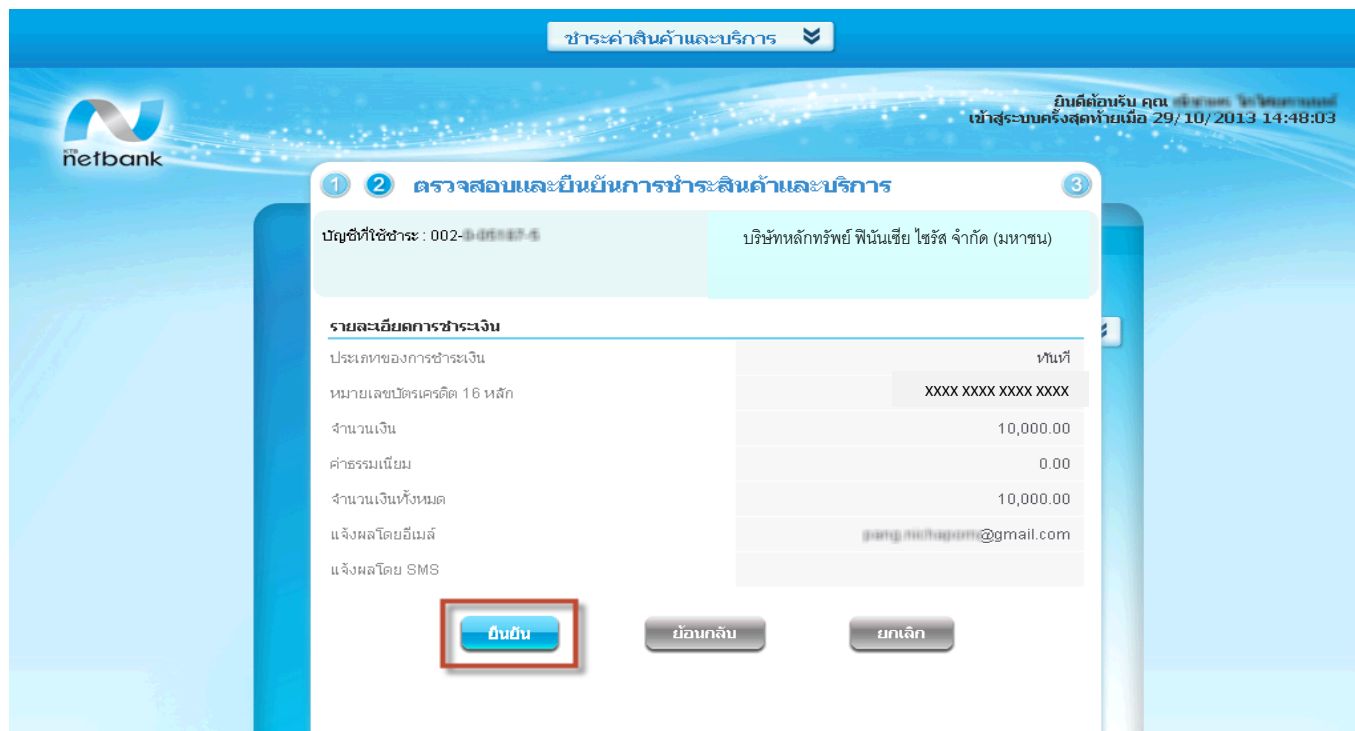 ชำระค่าสินค้าและบริการ
ยินดีต้อนรับ คุณ
เข้าสู่ระบบครั้งสุดท้ายเมื่อ 29/10/2013 14:48:03
KTB
netbank
1 2 ตรวจสอบและยืนยันการชำระสินค้าและบริการ 3
บัญชีที่ใช้ชำระ : 002- บริษัทหลักทรัพย์ ฟินันเซีย ไซรัส จำกัด (มหาชน)
รายละเอียดการชำระเงิน
ประเภทของการชำระเงิน ทันที
หมายเลขบัตรเครดิต 16 หลัก XXXX XXXX XXXX XXXX
จำนวนเงิน 10,000.00
ค่าธรรมเนียม 0.00
จำนวนเงินทั้งหมด 10,000.00
แจ้งผลโดยอีเมล์ @gmail.com
แจ้งผลโดย SMS
ยืนยัน ย้อนกลับ ยกเลิก